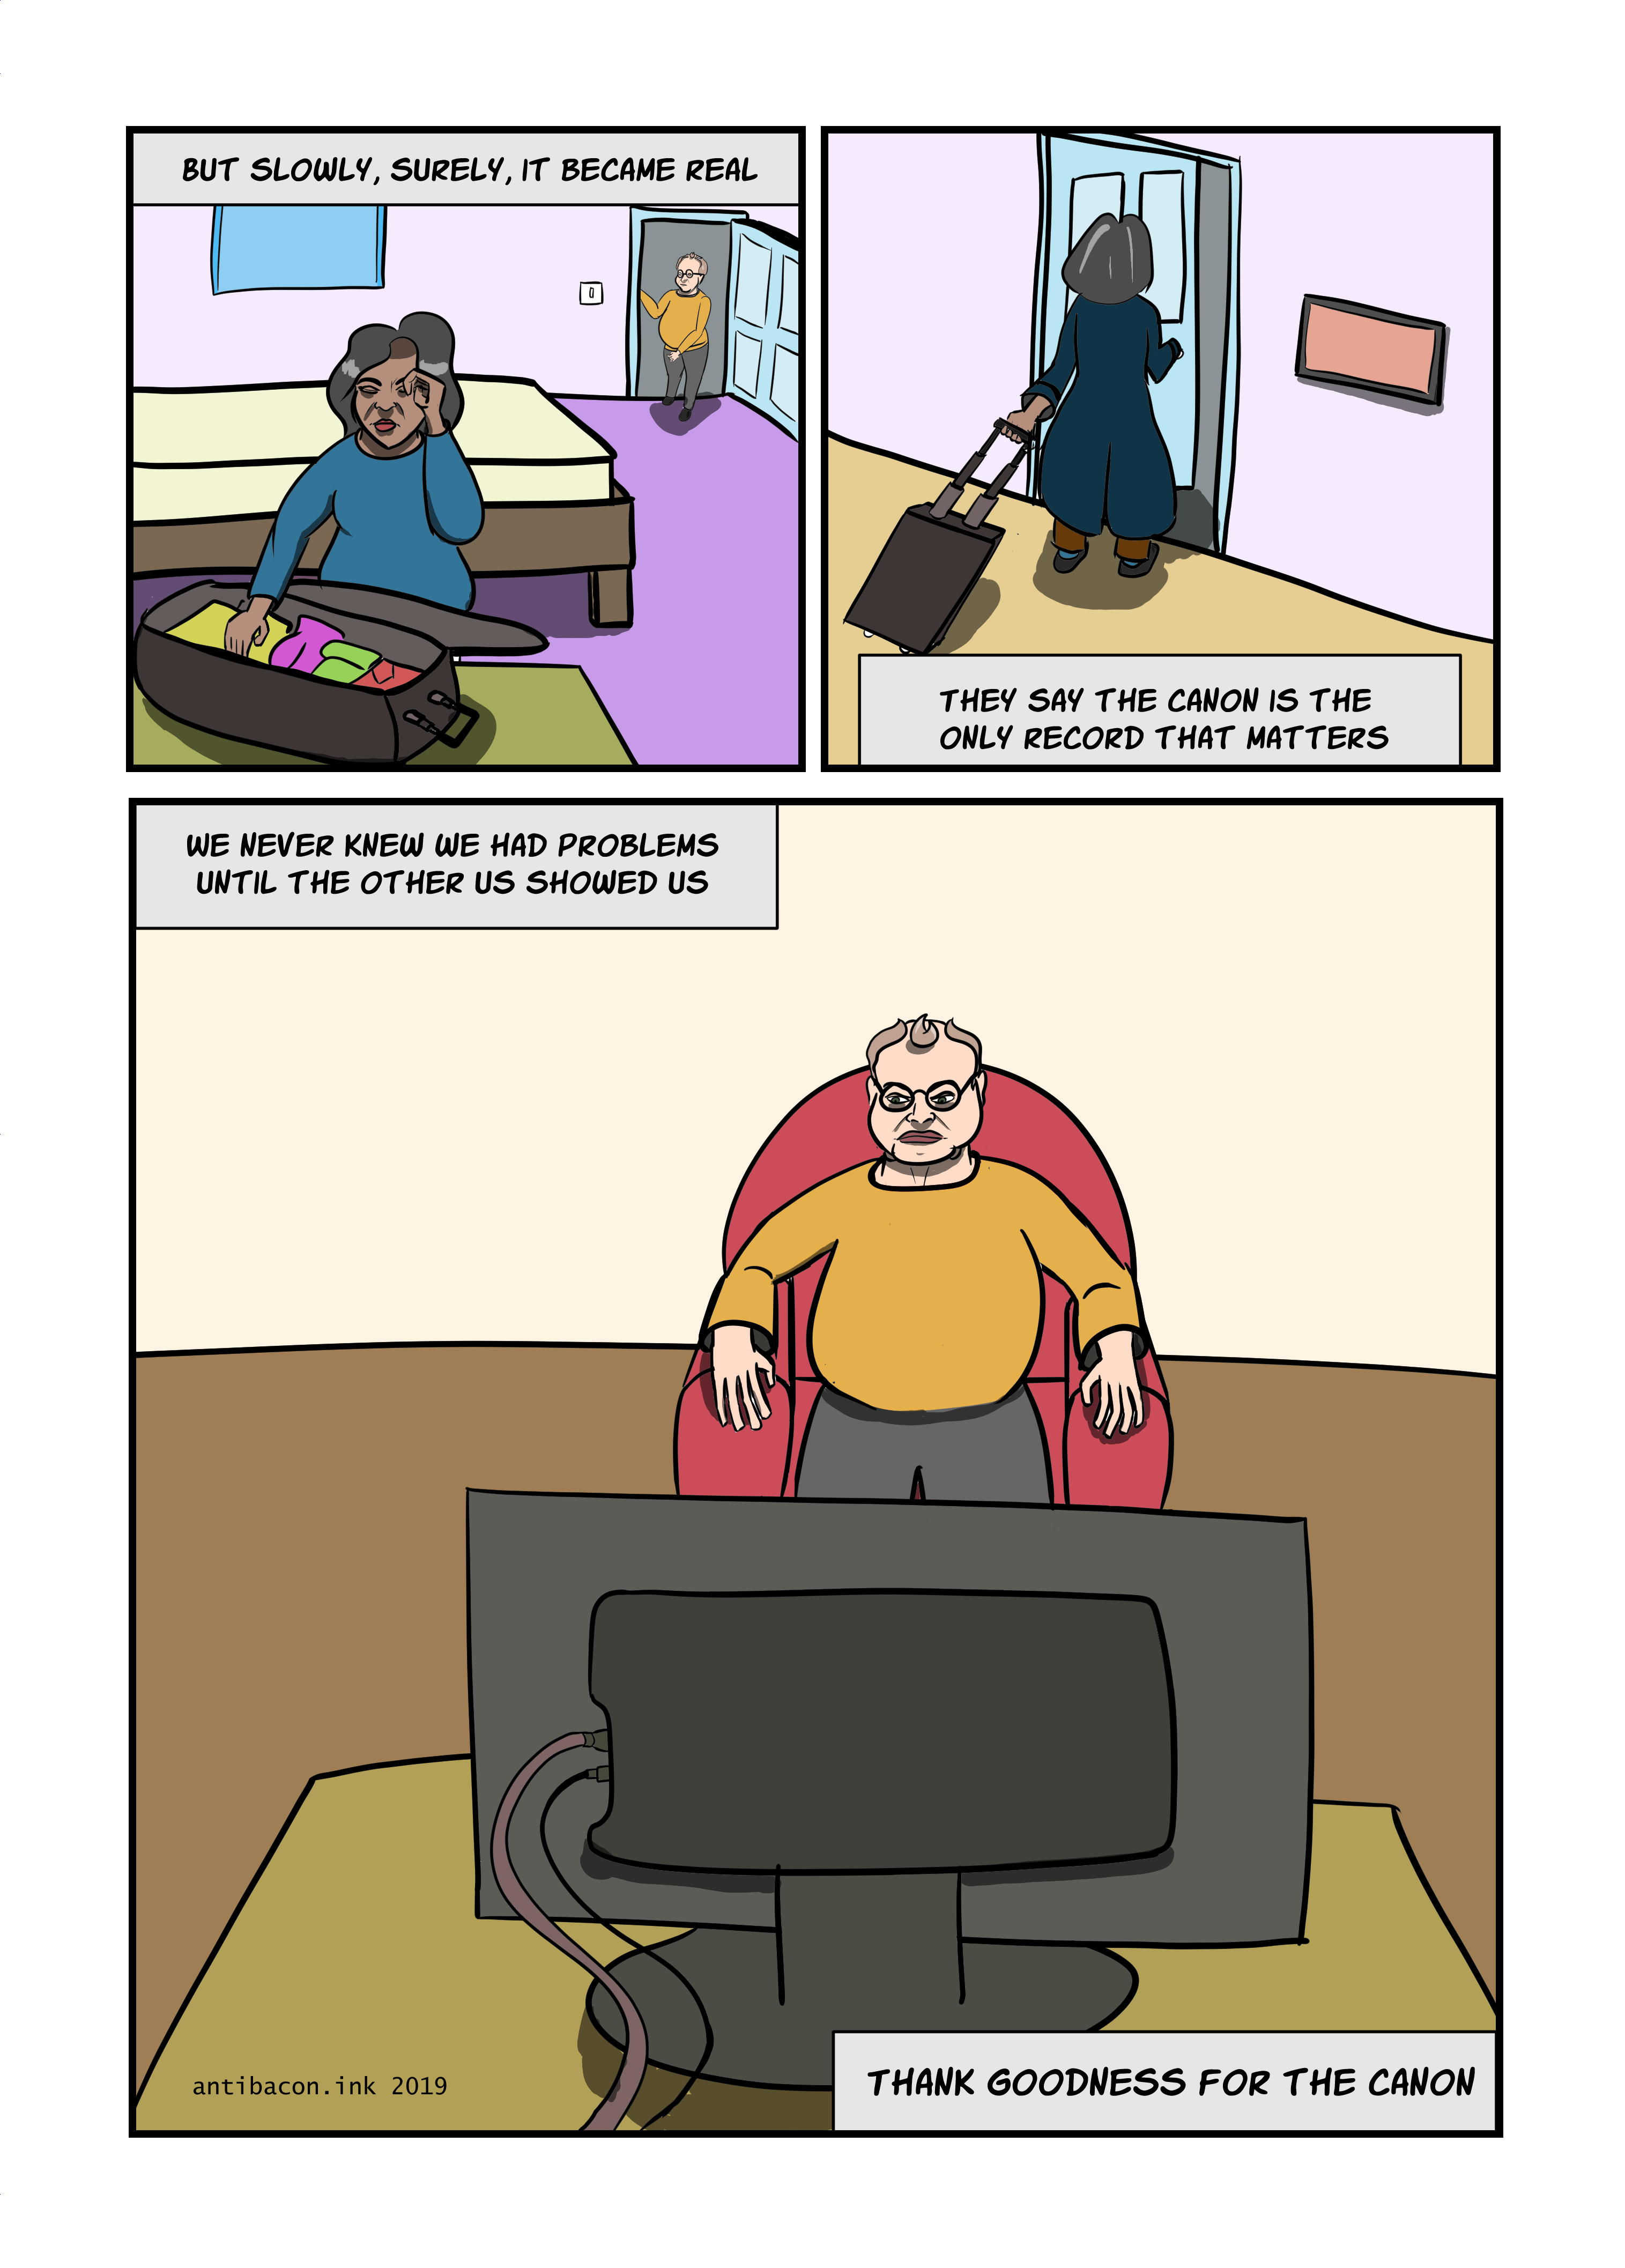 BUT SLOWLY, SURELY, IT BECAME REAL
THEY SAY THE CANON IS THE
ONLY RECORD THAT MATTERS
WE NEVER KNEW WE HAD PROBLEMS
UNTIL THE OTHER US SHOWED US
THANK GOODNESS FOR THE CANON
antibacon.ink 2019